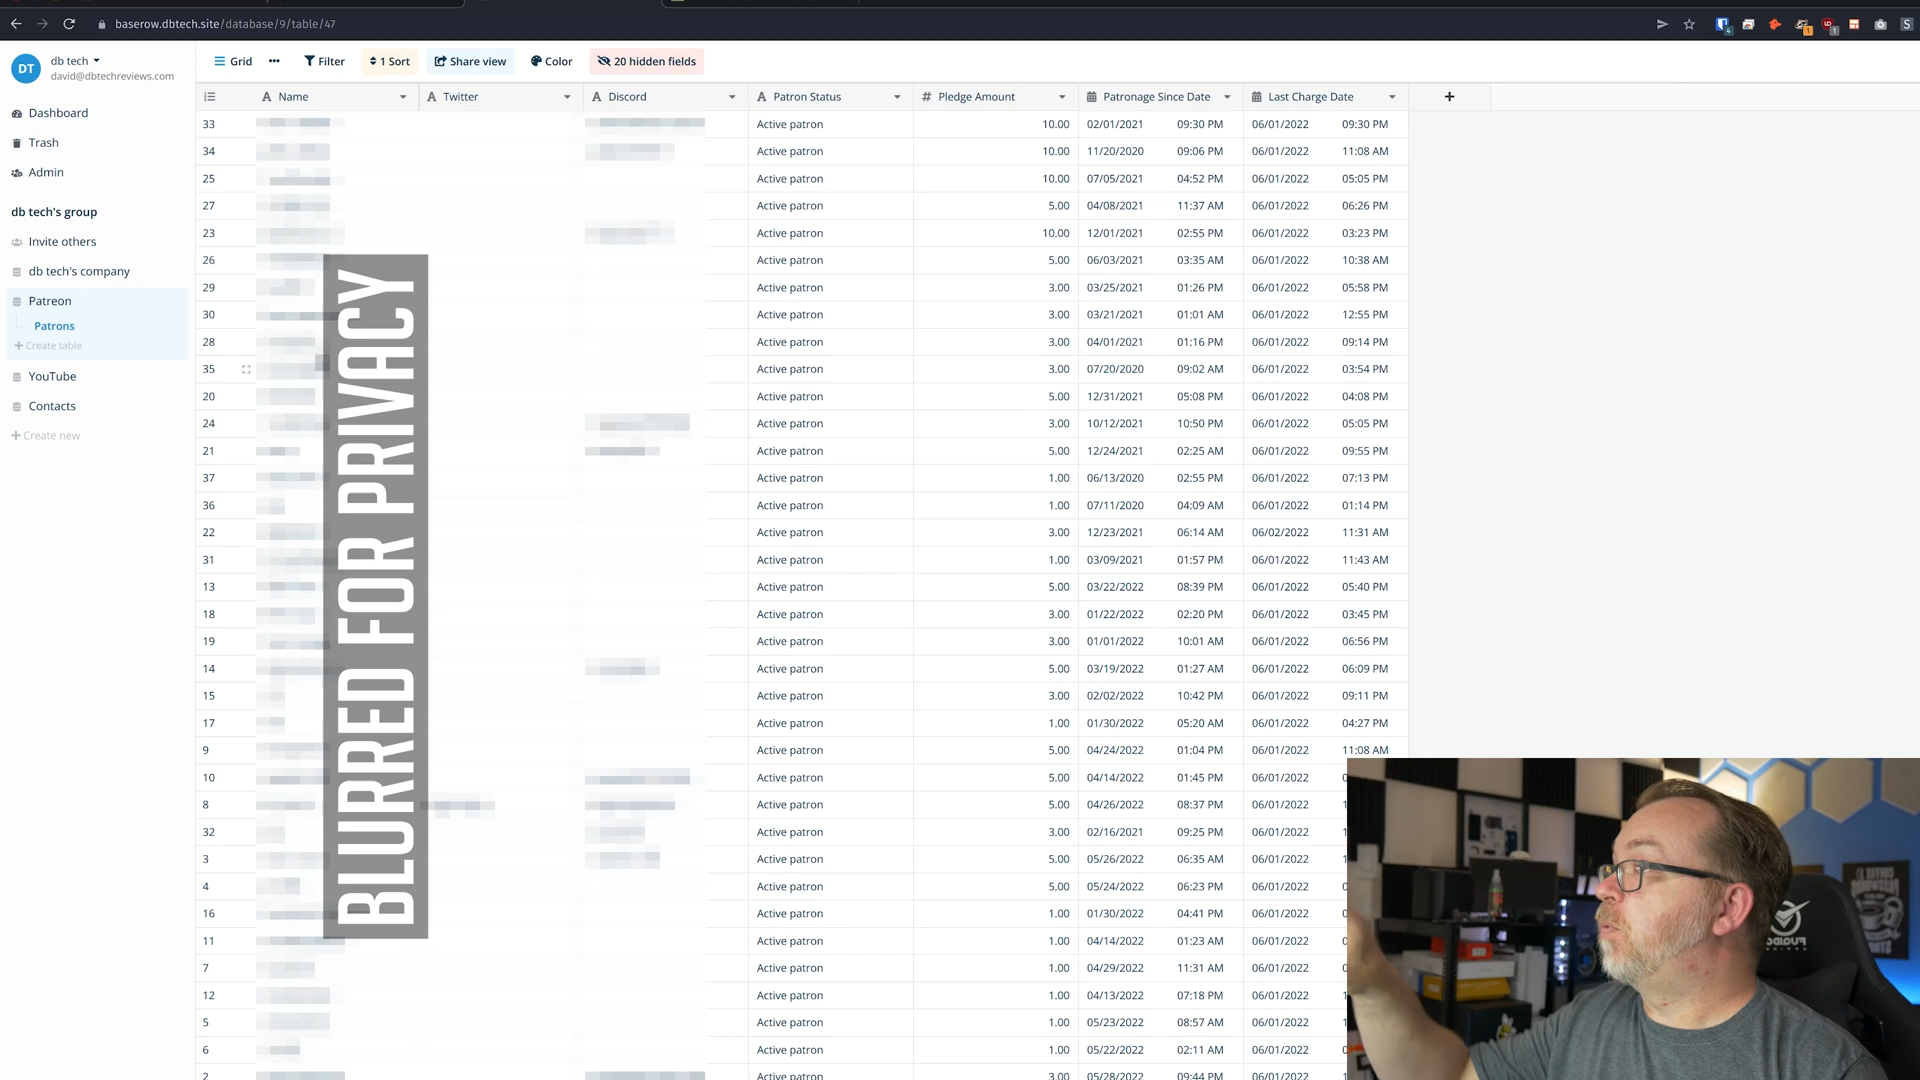 baserow.dbtech.site/database/9/table/47
DT
db tech
david@dbtechreviews.com
Dashboard
Trash
Admin
db tech's group
Invite others
db tech's company
Patreon
Patrons
+ Create table
YouTube
Contacts
+ Create new
Grid
Filter
1 Sort
Share view
Color
20 hidden fields
Name Twitter Discord Patron Status # Pledge Amount Patronage Since Date Last Charge Date +
33 Active patron 10.00 02/01/2021 09:30 PM 06/01/2022 09:30 PM
34 Active patron 10.00 11/20/2020 09:06 PM 06/01/2022 11:08 AM
25 Active patron 10.00 07/05/2021 04:52 PM 06/01/2022 05:05 PM
27 Active patron 5.00 04/08/2021 11:37 AM 06/01/2022 06:26 PM
23 Active patron 10.00 12/01/2021 02:55 PM 06/01/2022 03:23 PM
26 Active patron 5.00 06/03/2021 03:35 AM 06/01/2022 10:38 AM
29 Active patron 3.00 03/25/2021 01:26 PM 06/01/2022 05:58 PM
30 Active patron 3.00 03/21/2021 01:01 AM 06/01/2022 12:55 PM
28 Active patron 3.00 04/01/2021 01:16 PM 06/01/2022 09:14 PM
35 Active patron 3.00 07/20/2020 09:02 AM 06/01/2022 03:54 PM
20 Active patron 5.00 12/31/2021 05:08 PM 06/01/2022 04:08 PM
24 Active patron 3.00 10/12/2021 10:50 PM 06/01/2022 05:05 PM
21 Active patron 5.00 12/24/2021 02:25 AM 06/01/2022 09:55 PM
37 Active patron 1.00 06/13/2020 02:55 PM 06/01/2022 07:13 PM
36 Active patron 1.00 07/11/2020 04:09 AM 06/01/2022 01:14 PM
22 Active patron 3.00 12/23/2021 06:14 AM 06/02/2022 11:31 AM
31 Active patron 1.00 03/09/2021 01:57 PM 06/01/2022 11:43 AM
13 Active patron 5.00 03/22/2022 08:39 PM 06/01/2022 05:40 PM
18 Active patron 3.00 01/22/2022 02:20 PM 06/01/2022 03:45 PM
19 Active patron 3.00 01/01/2022 10:01 AM 06/01/2022 06:56 PM
14 Active patron 5.00 03/19/2022 01:27 AM 06/01/2022 06:09 PM
15 Active patron 3.00 02/02/2022 10:42 PM 06/01/2022 09:11 PM
17 Active patron 1.00 01/30/2022 05:20 AM 06/01/2022 04:27 PM
9 Active patron 5.00 04/24/2022 01:04 PM 06/01/2022 11:08 AM
10 Active patron 5.00 04/14/2022 01:45 PM 06/01/2022
8 Active patron 5.00 04/26/2022 08:37 PM 06/01/2022
32 Active patron 3.00 02/16/2021 09:25 PM 06/01/2022
3 Active patron 5.00 05/26/2022 06:35 AM 06/01/2022
4 Active patron 5.00 05/24/2022 06:23 PM 06/01/2022
16 Active patron 1.00 01/30/2022 04:41 PM 06/01/2022
11 Active patron 1.00 04/14/2022 01:23 AM 06/01/2022
7 Active patron 1.00 04/29/2022 11:31 AM 06/01/2022
12 Active patron 1.00 04/13/2022 07:18 PM 06/01/2022
5 Active patron 1.00 05/23/2022 08:57 AM 06/01/2022
6 Active patron 1.00 05/22/2022 02:11 AM 06/01/2022
2 Active patron 3.00 05/28/2022 09:44 PM 06/01/2022
BLURRED FOR PRIVACY